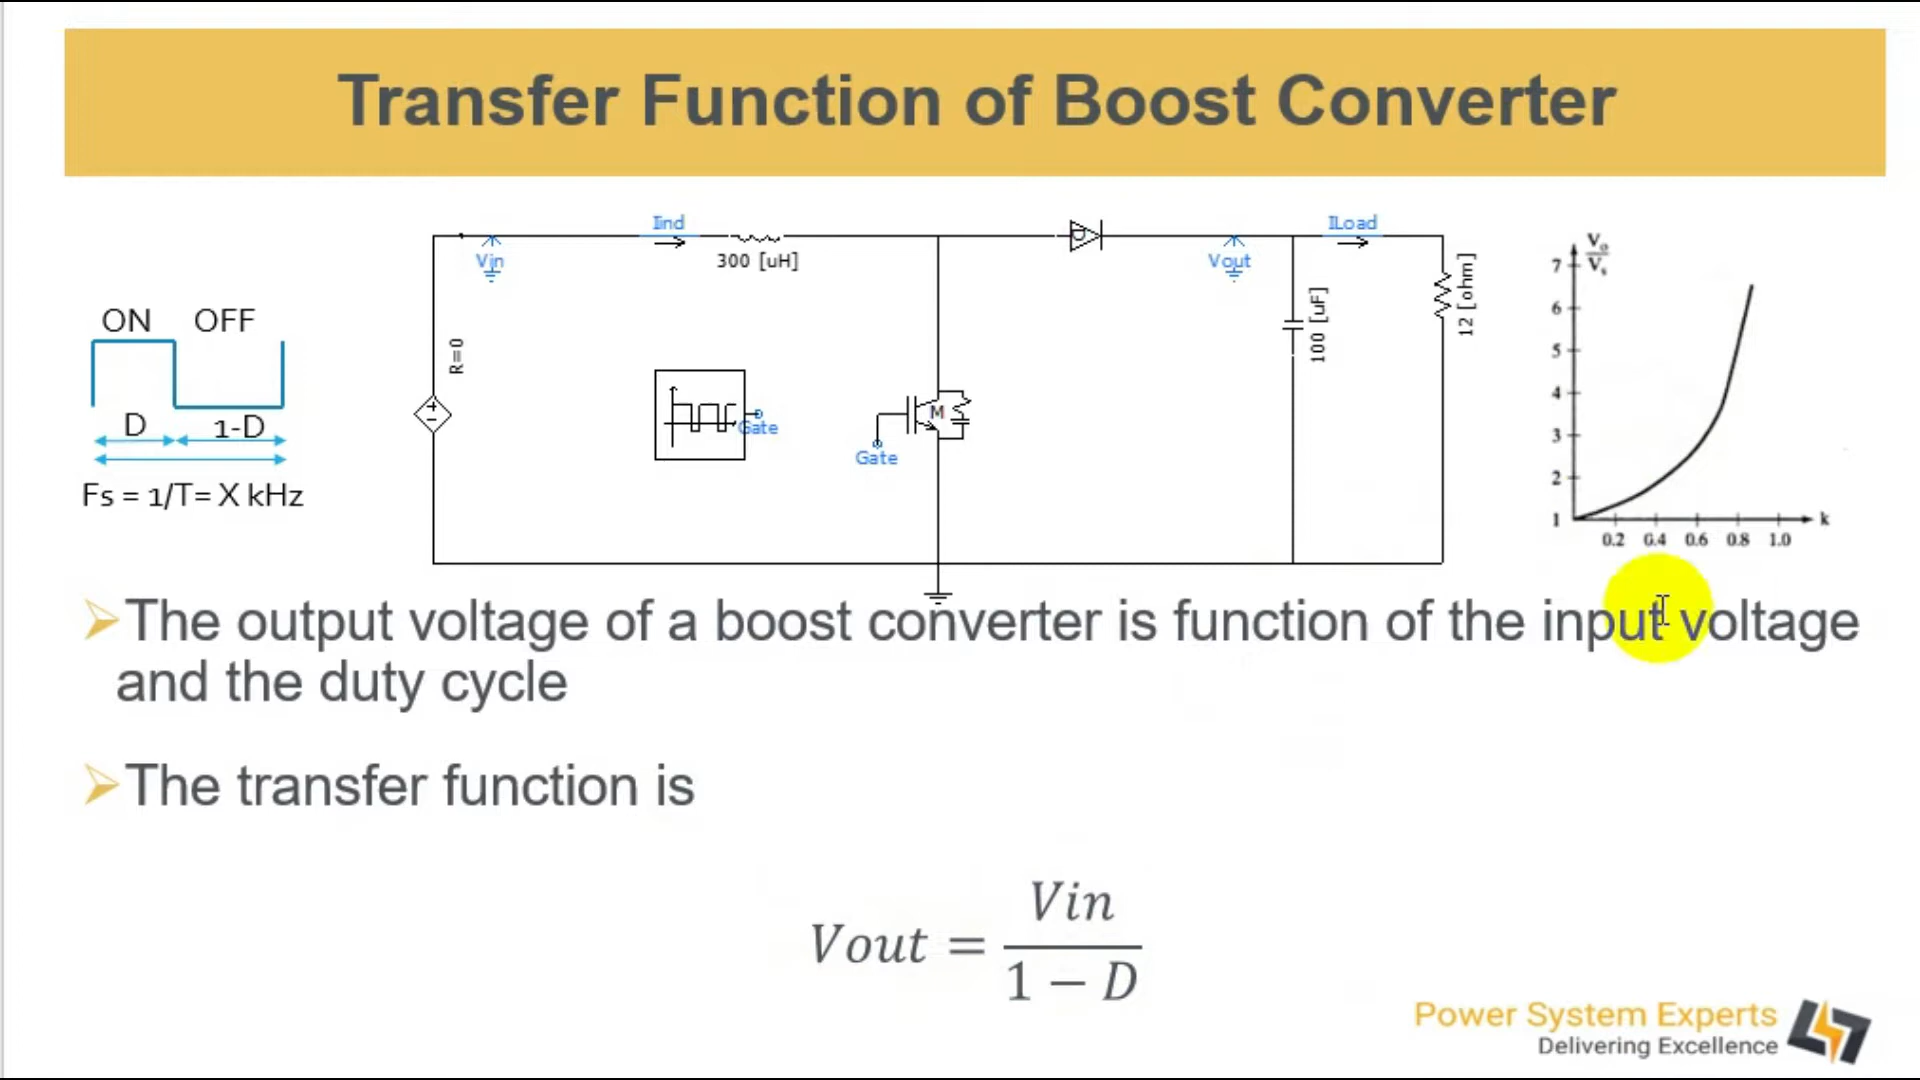 Transfer Function of Boost Converter
IInd
ILoad
Vin
300 [uH]
Vout
ON OFF
D 1-D
Fs = 1/T= X kHz
R=0
Gate
Gate
M
D
100 [uF]
12 [ohm]
Vo
Vs
7
6
5
4
3
2
1
k
0.2 0.4 0.6 0.8 1.0
The output voltage of a boost converter is function of the input voltage
and the duty cycle
The transfer function is
Vout = Vin / 1 − D
Power System Experts
Delivering Excellence